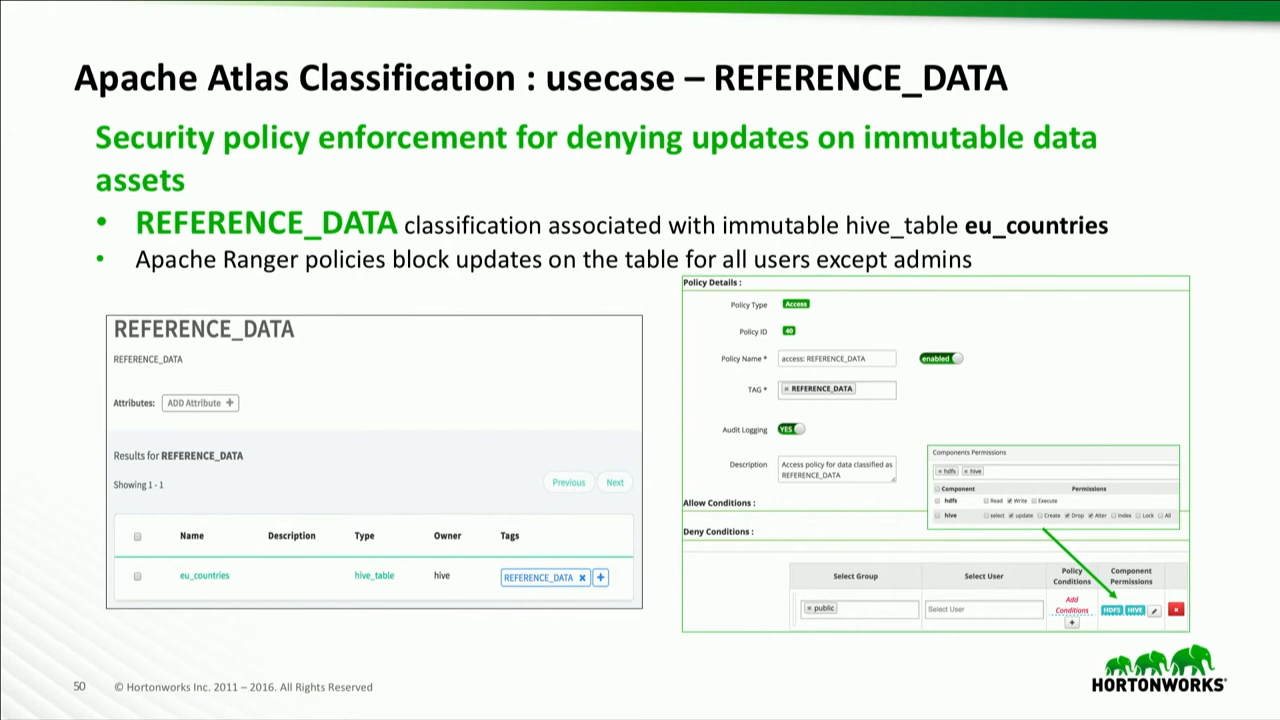 Apache Atlas Classification : usecase – REFERENCE_DATA
Security policy enforcement for denying updates on immutable data
assets
• REFERENCE_DATA classification associated with immutable hive_table eu_countries
• Apache Ranger policies block updates on the table for all users except admins
REFERENCE_DATA
REFERENCE_DATA
Attributes: ADD Attribute +
Results for REFERENCE_DATA
Showing 1 - 1
Previous Next
Name Description Type Owner Tags
eu_countries hive_table hive REFERENCE_DATA × +
Policy Details :
Policy Type Access
Policy ID 40
Policy Name * access: REFERENCE_DATA enabled
TAG * × REFERENCE_DATA
Audit Logging YES
Description Access policy for data classified as
REFERENCE_DATA
Components Permissions
× hdfs × hive
Component Permissions
hdfs Read Write Execute
hive select update Create Drop Alter Index Lock All
Allow Conditions :
Deny Conditions :
Select Group Select User Policy
Conditions Component
Permissions
× public Select User Add
Conditions
+ HDFS HIVE ×
50 © Hortonworks Inc. 2011 – 2016. All Rights Reserved
HORTONWORKS